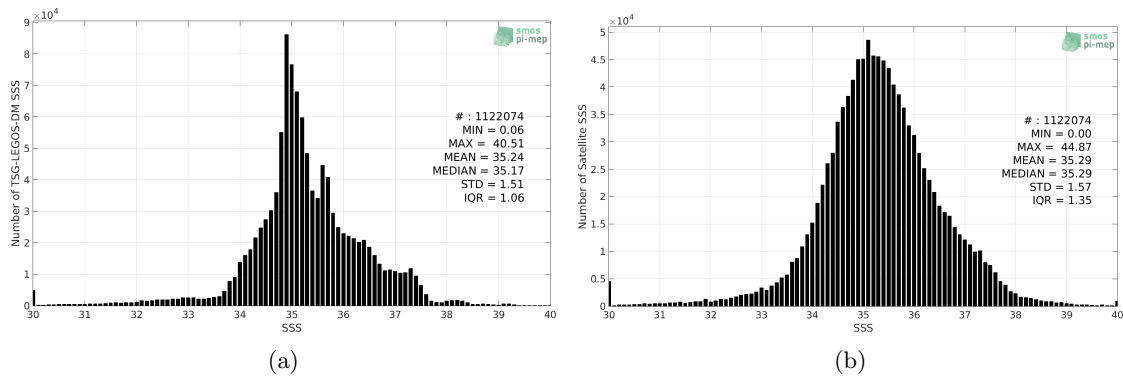 ×10⁴
9
8
7
6
5
4
3
2
1
0
Number of TSG-LEGOS-DM SSS
smos
pi-mep
# : 1122074
MIN = 0.06
MAX = 40.51
MEAN = 35.24
MEDIAN = 35.17
STD = 1.51
IQR = 1.06
30 31 32 33 34 35 36 37 38 39 40
SSS
(a)
×10⁴
5
4.5
4
3.5
3
2.5
2
1.5
1
0.5
0
Number of Satellite SSS
smos
pi-mep
# : 1122074
MIN = 0.00
MAX = 44.87
MEAN = 35.29
MEDIAN = 35.29
STD = 1.57
IQR = 1.35
30 31 32 33 34 35 36 37 38 39 40
SSS
(b)